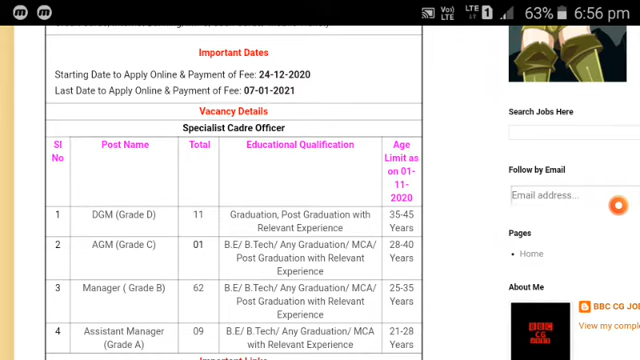 63% 6:56 pm
Important Dates
Starting Date to Apply Online & Payment of Fee: 24-12-2020
Last Date to Apply Online & Payment of Fee: 07-01-2021
Vacancy Details
Specialist Cadre Officer
Sl No Post Name Total Educational Qualification Age Limit as on 01-11-2020
1 DGM (Grade D) 11 Graduation, Post Graduation with Relevant Experience 35-45 Years
2 AGM (Grade C) 01 B.E/ B.Tech/ Any Graduation/ MCA/ Post Graduation with Relevant Experience 28-40 Years
3 Manager ( Grade B) 62 B.E/ B.Tech/ Any Graduation/ MCA/ Post Graduation with Relevant Experience 25-35 Years
4 Assistant Manager (Grade A) 09 B.E/ B.Tech/ Any Graduation/ MCA with Relevant Experience 21-28 Years
Important Links
Search Jobs Here
Follow by Email
Email address...
Pages
Home
About Me
BBC CG
View my